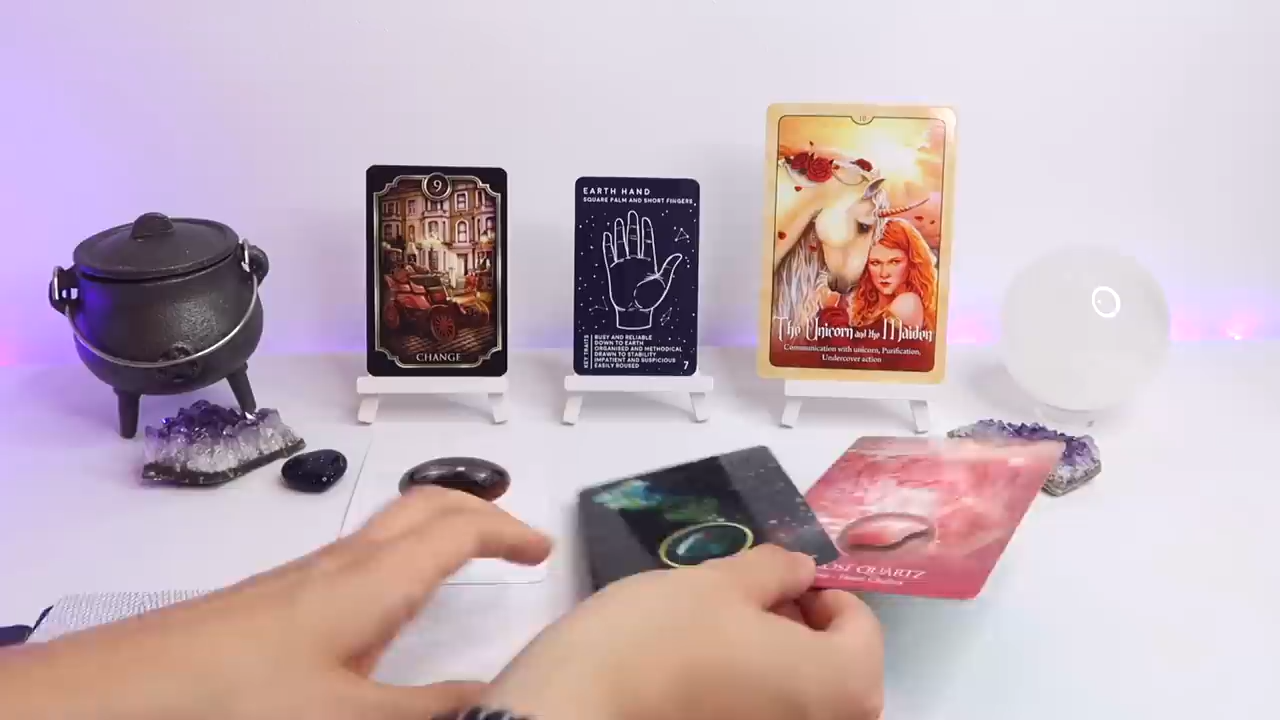 9
CHANGE
EARTH HAND
SQUARE PALM AND SHORT FINGERS
KEY TRAITS
BUSY AND RELIABLE
DOWN TO EARTH
ORGANISED AND METHODICAL
DRAWN TO STABILITY
IMPATIENT AND SUSPICIOUS
EASILY ROUSED
7
10
The Unicorn and the Maiden
Communication with unicorn, Purification,
Undercover action
QUARTZ